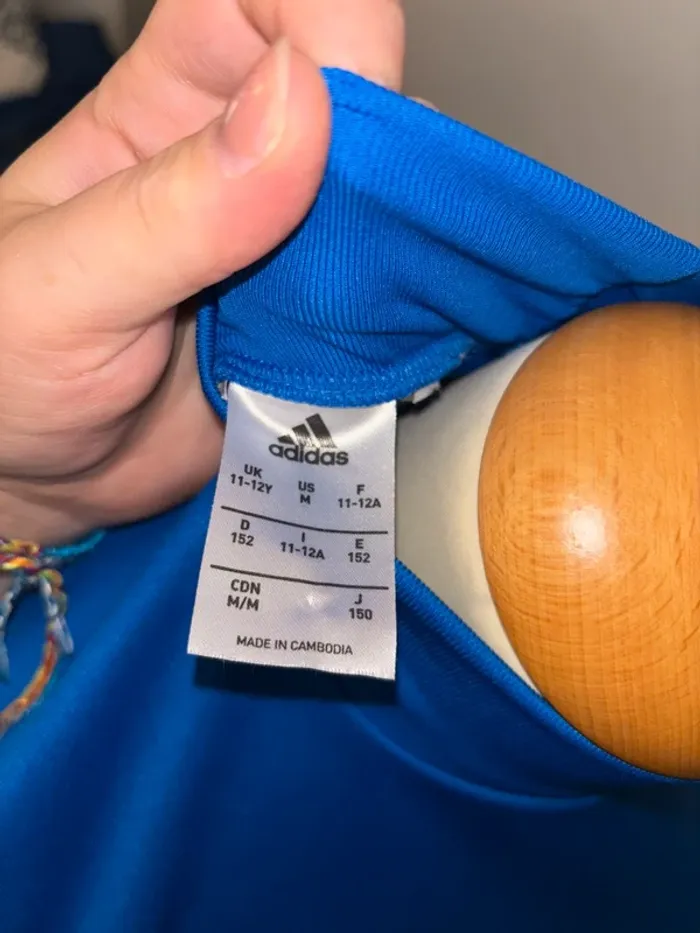 adidas
UK US F
11-12Y M 11-12A
D I E
152 11-12A 152
CDN J
M/M 150
MADE IN CAMBODIA